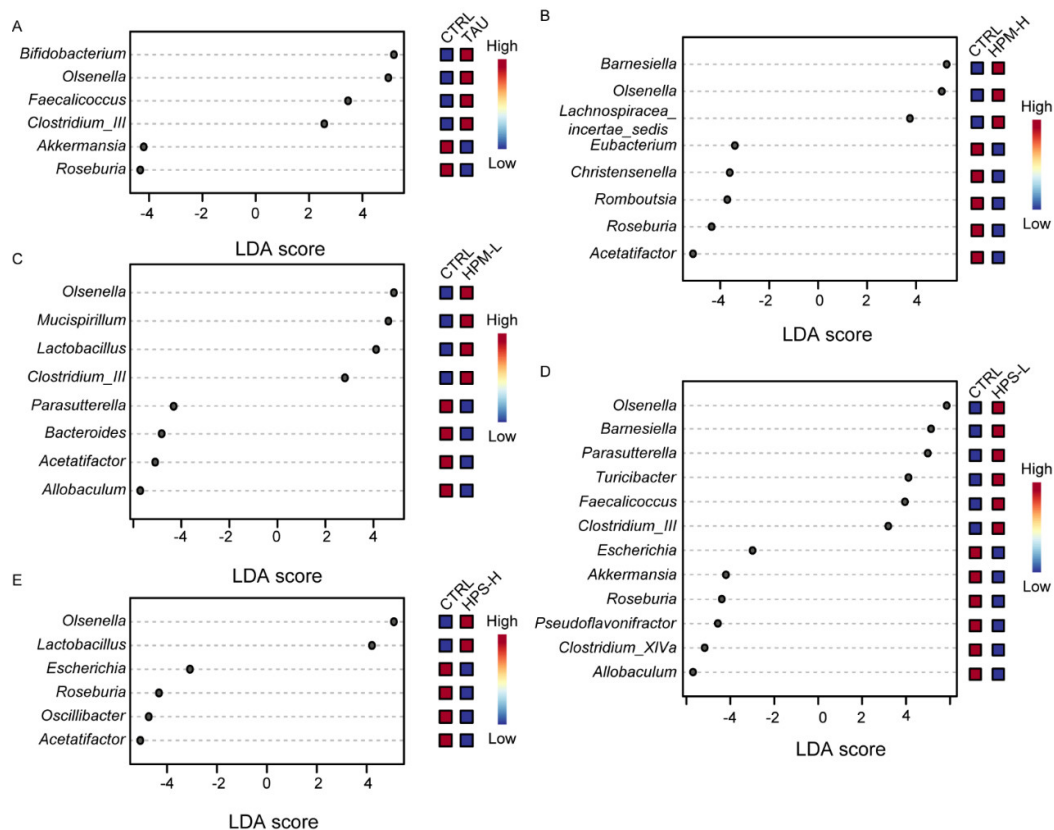 A
CTRL
TAU
Bifidobacterium
Olsenella
Faecalicoccus
Clostridium_III
Akkermansia
Roseburia
High
Low
-4 -2 0 2 4
LDA score
B
CTRL
HPM-H
Barnesiella
Olsenella
Lachnospiracea_
incertae_sedis
Eubacterium
Christensenella
Romboutsia
Roseburia
Acetatifactor
High
Low
-4 -2 0 2 4
LDA score
C
CTRL
HPM-L
Olsenella
Mucispirillum
Lactobacillus
Clostridium_III
Parasutterella
Bacteroides
Acetatifactor
Allobaculum
High
Low
-4 -2 0 2 4
LDA score
D
CTRL
HPS-L
Olsenella
Barnesiella
Parasutterella
Turicibacter
Faecalicoccus
Clostridium_III
Escherichia
Akkermansia
Roseburia
Pseudoflavonifractor
Clostridium_XIVa
Allobaculum
High
Low
-4 -2 0 2 4
LDA score
E
CTRL
HPS-H
Olsenella
Lactobacillus
Escherichia
Roseburia
Oscillibacter
Acetatifactor
High
Low
-4 -2 0 2 4
LDA score